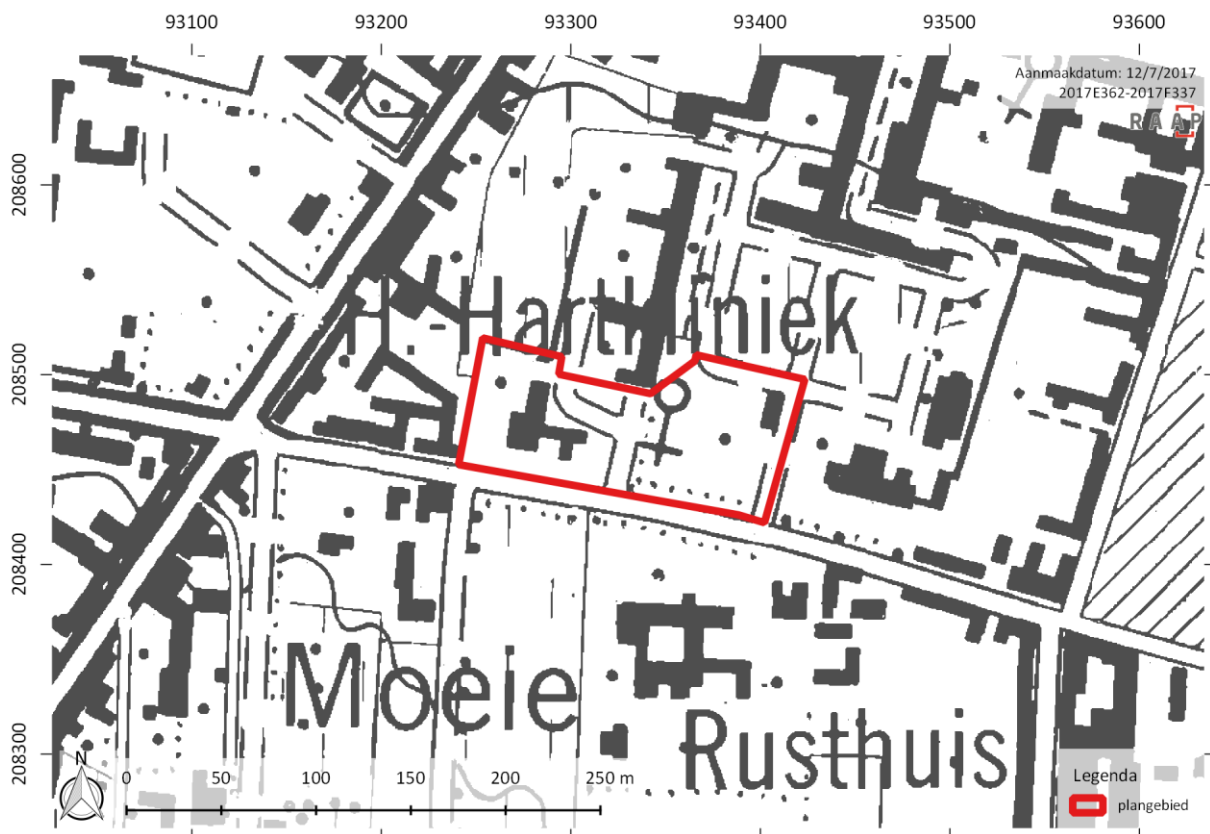 93100 93200 93300 93400 93500 93600
Aanmaakdatum: 12/7/2017
2017E362-2017F337
RAAP
208600
H.-Hartkliniek
208500
208400
Moeie
Rusthuis
208300
N
0 50 100 150 200 250 m
Legenda
plangebied